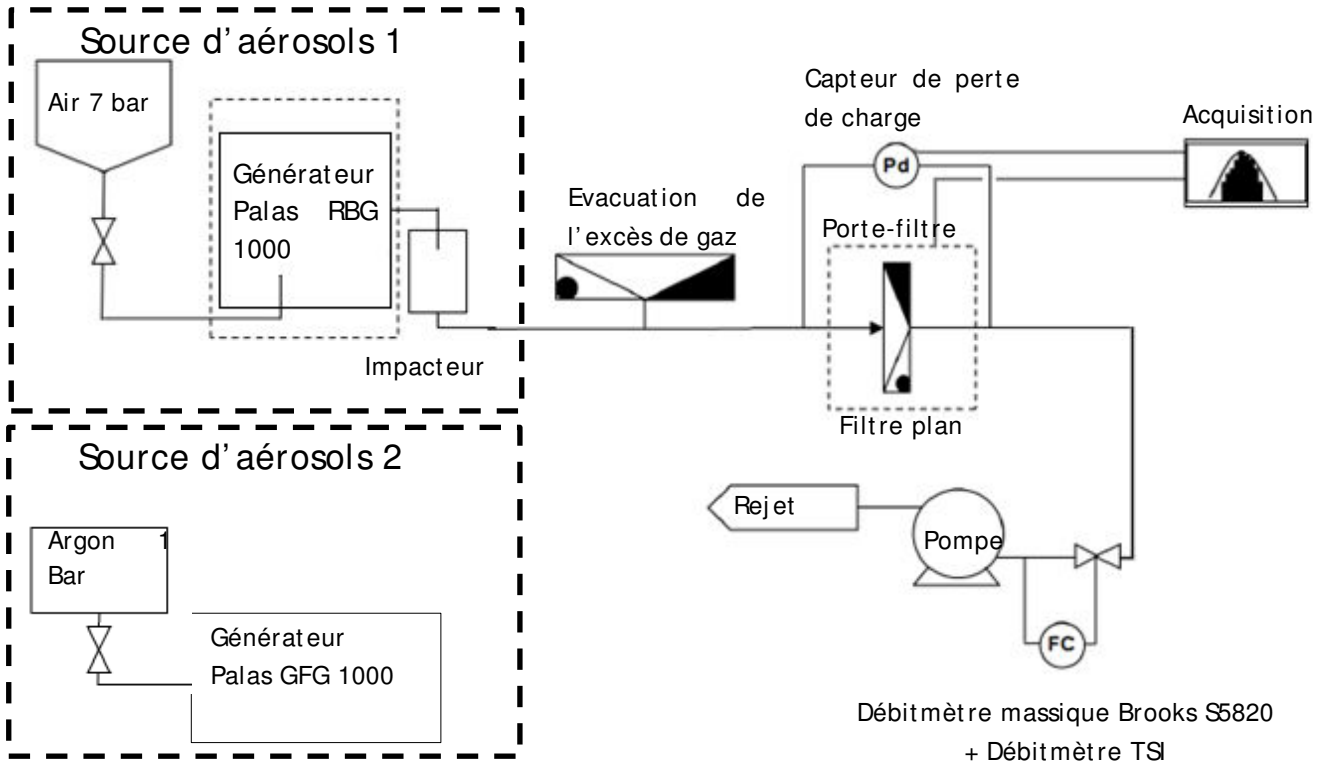 Source d'aérosols 1
Air 7 bar
Générateur
Palas RBG
1000
Impacteur
Evacuation de
l'excès de gaz
Capteur de perte
de charge
Pd
Acquisition
Porte-filtre
Filtre plan
Source d'aérosols 2
Argon 1
Bar
Générateur
Palas GFG 1000
Rejet
Pompe
FC
Débitmètre massique Brooks S5820
+ Débitmètre TSI